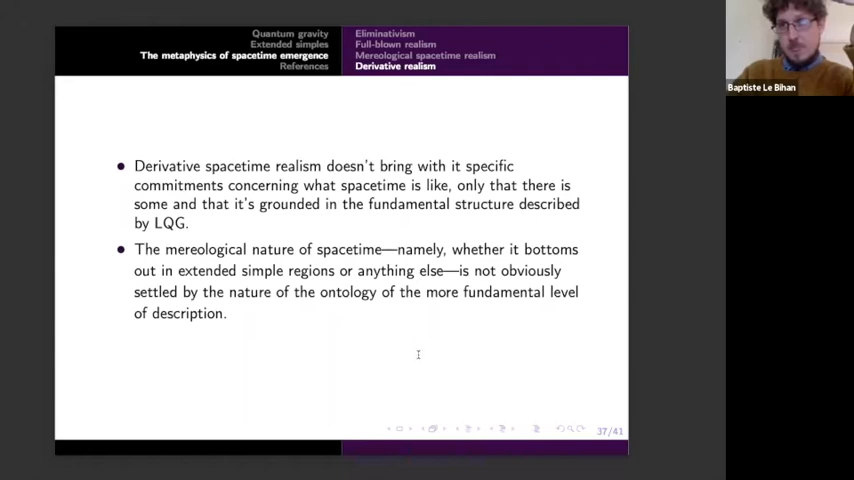 Quantum gravity
Extended simples
The metaphysics of spacetime emergence
References
Eliminativism
Full-blown realism
Mereological spacetime realism
Derivative realism
Baptiste Le Bihan
Derivative spacetime realism doesn't bring with it specific
commitments concerning what spacetime is like, only that there is
some and that it's grounded in the fundamental structure described
by LQG.
The mereological nature of spacetime—namely, whether it bottoms
out in extended simple regions or anything else—is not obviously
settled by the nature of the ontology of the more fundamental level
of description.
37/41